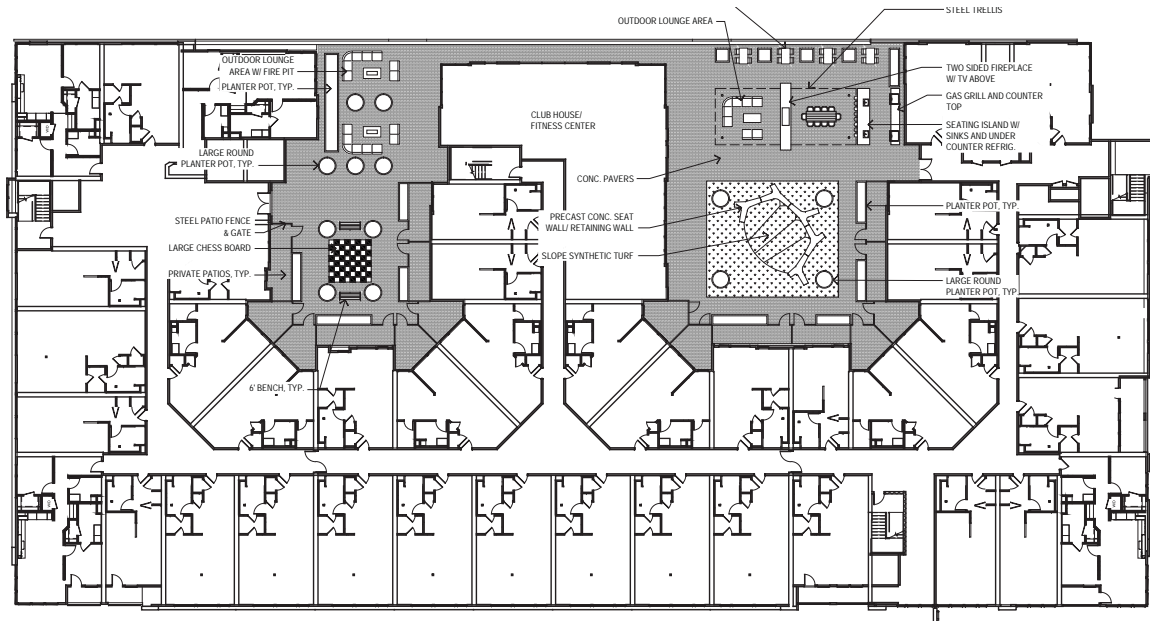 STEEL TRELLIS
OUTDOOR LOUNGE AREA
OUTDOOR LOUNGE
AREA W/ FIRE PIT
PLANTER POT, TYP.
TWO SIDED FIREPLACE
W/ TV ABOVE
GAS GRILL AND COUNTER
TOP
CLUB HOUSE/
FITNESS CENTER
SEATING ISLAND W/
SINKS AND UNDER
COUNTER REFRIG.
LARGE ROUND
PLANTER POT, TYP.
CONC. PAVERS
PLANTER POT, TYP.
STEEL PATIO FENCE
& GATE
PRECAST CONC. SEAT
WALL/ RETAINING WALL
LARGE CHESS BOARD
SLOPE SYNTHETIC TURF
PRIVATE PATIOS, TYP.
LARGE ROUND
PLANTER POT, TYP.
6' BENCH, TYP.